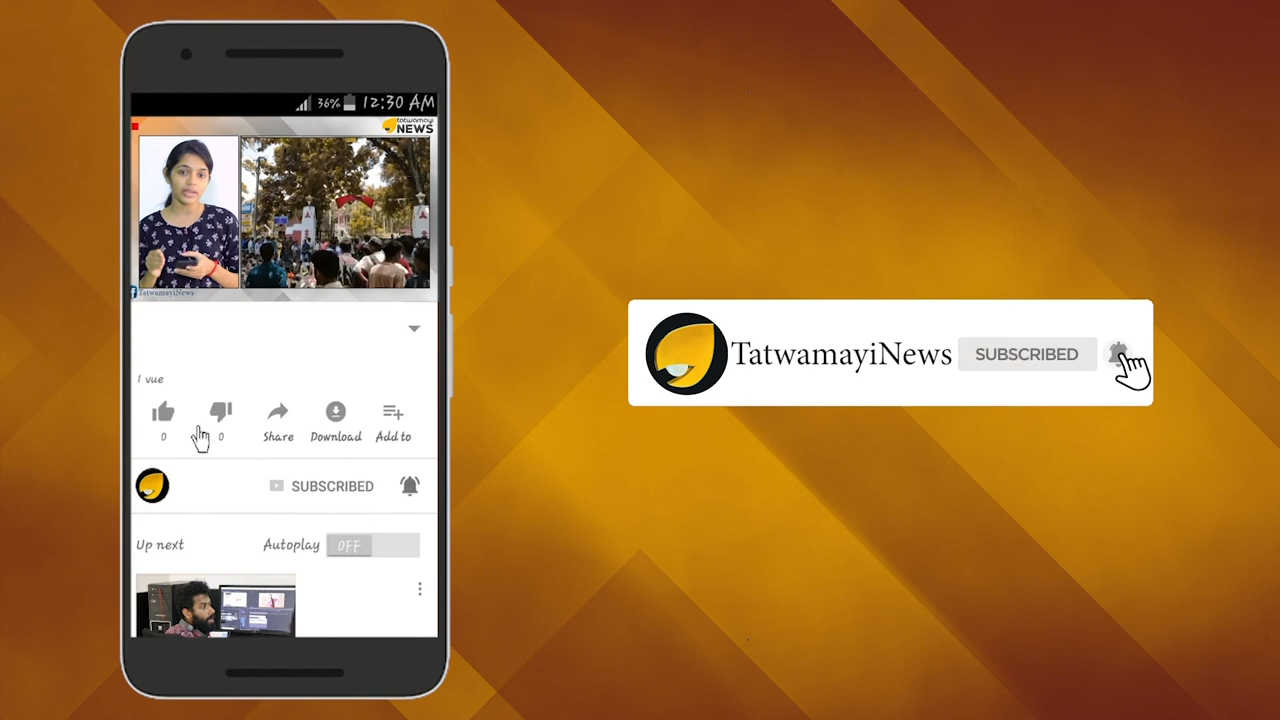 36% 12:30 AM
tatwamayi
NEWS
TatwamayiNews
1 vue
0 0 Share Download Add to
SUBSCRIBED
Up next Autoplay OFF
TatwamayiNews SUBSCRIBED